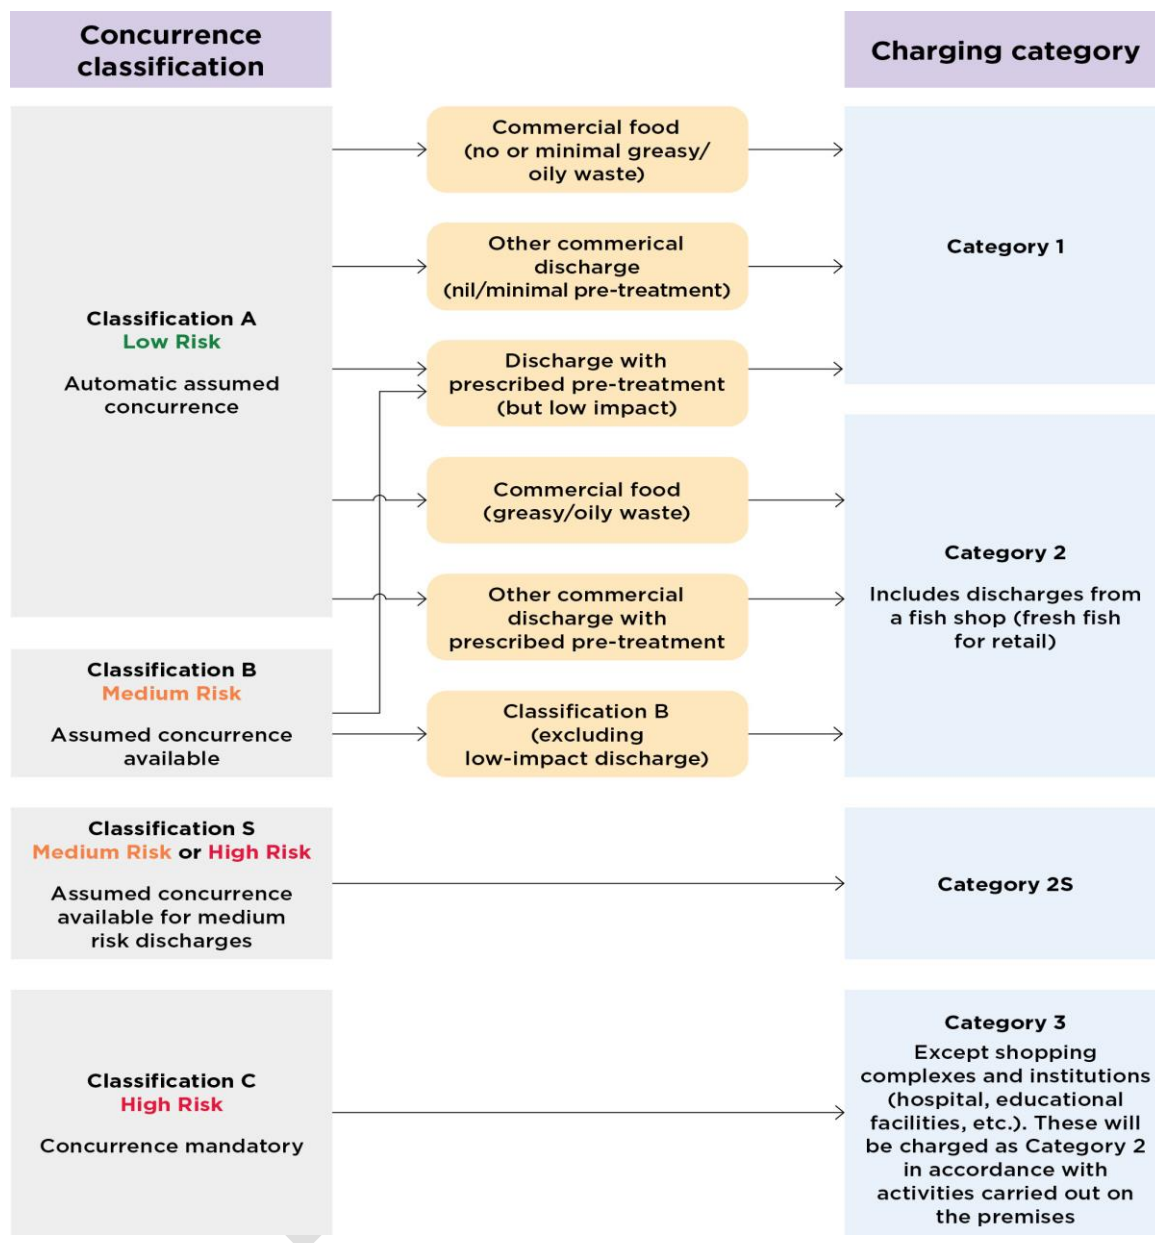 Concurrence
classification
Charging category
Classification A
Low Risk
Automatic assumed
concurrence
Commercial food
(no or minimal greasy/
oily waste)
Other commerical
discharge
(nil/minimal pre-treatment)
Discharge with
prescribed pre-treatment
(but low impact)
Category 1
Commercial food
(greasy/oily waste)
Other commercial
discharge with
prescribed pre-treatment
Category 2
Includes discharges from
a fish shop (fresh fish
for retail)
Classification B
Medium Risk
Assumed concurrence
available
Classification B
(excluding
low-impact discharge)
Classification S
Medium Risk or High Risk
Assumed concurrence
available for medium
risk discharges
Category 2S
Classification C
High Risk
Concurrence mandatory
Category 3
Except shopping
complexes and institutions
(hospital, educational
facilities, etc.). These will
be charged as Category 2
in accordance with
activities carried out on
the premises